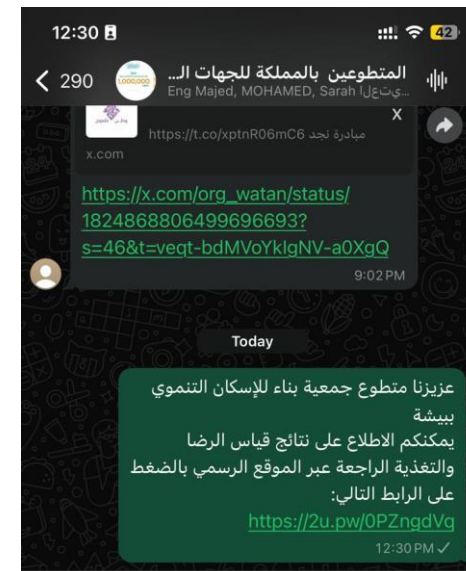 12:30
42
290
المتطوعين بالمملكة للجهات الـ...
Eng Majed, MOHAMED, Sarah
X
مبادرة نجد https://t.co/xptnR06mC6
x.com
https://x.com/org_watan/status/
1824868806499696693?
s=46&t=veqt-bdMVoYkIgNV-a0XgQ
9:02 PM
Today
عزيزنا متطوع جمعية بناء للإسكان التنموي
ببيشة
يمكنكم الاطلاع على نتائج قياس الرضا
والتغذية الراجعة عبر الموقع الرسمي بالضغط
على الرابط التالي:
https://2u.pw/0PZngdVq
12:30 PM